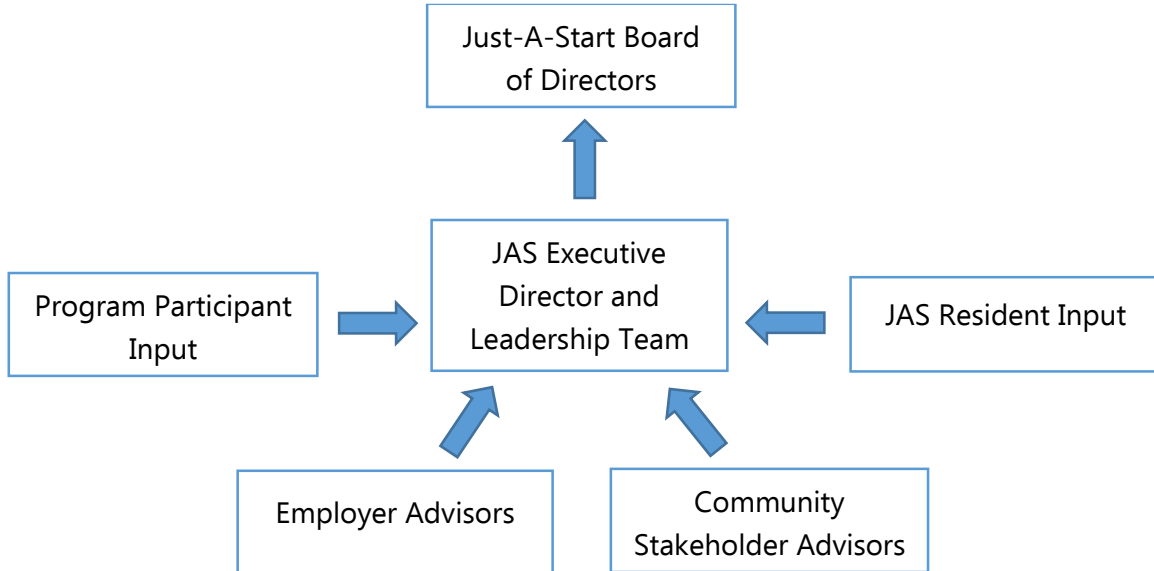 Just-A-Start Board
of Directors
JAS Executive
Director and
Leadership Team
Program Participant
Input
JAS Resident Input
Employer Advisors
Community
Stakeholder Advisors